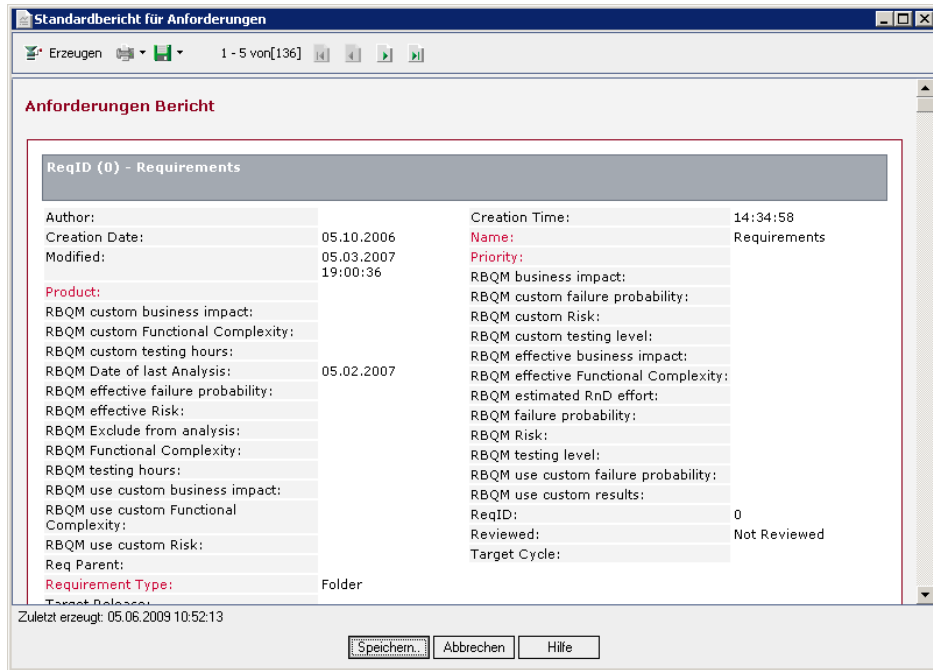 Standardbericht für Anforderungen
Erzeugen 1 - 5 von[136]
Anforderungen Bericht
ReqID (0) - Requirements
Author:
Creation Date: 05.10.2006
Modified: 05.03.2007
19:00:36
Product:
RBQM custom business impact:
RBQM custom Functional Complexity:
RBQM custom testing hours:
RBQM Date of last Analysis: 05.02.2007
RBQM effective failure probability:
RBQM effective Risk:
RBQM Exclude from analysis:
RBQM Functional Complexity:
RBQM testing hours:
RBQM use custom business impact:
RBQM use custom Functional
Complexity:
RBQM use custom Risk:
Req Parent:
Requirement Type: Folder
Target Release:
Creation Time: 14:34:58
Name: Requirements
Priority:
RBQM business impact:
RBQM custom failure probability:
RBQM custom Risk:
RBQM custom testing level:
RBQM effective business impact:
RBQM effective Functional Complexity:
RBQM estimated RnD effort:
RBQM failure probability:
RBQM Risk:
RBQM testing level:
RBQM use custom failure probability:
RBQM use custom results:
ReqID: 0
Reviewed: Not Reviewed
Target Cycle:
Zuletzt erzeugt: 05.06.2009 10:52:13
Speichern.. Abbrechen Hilfe